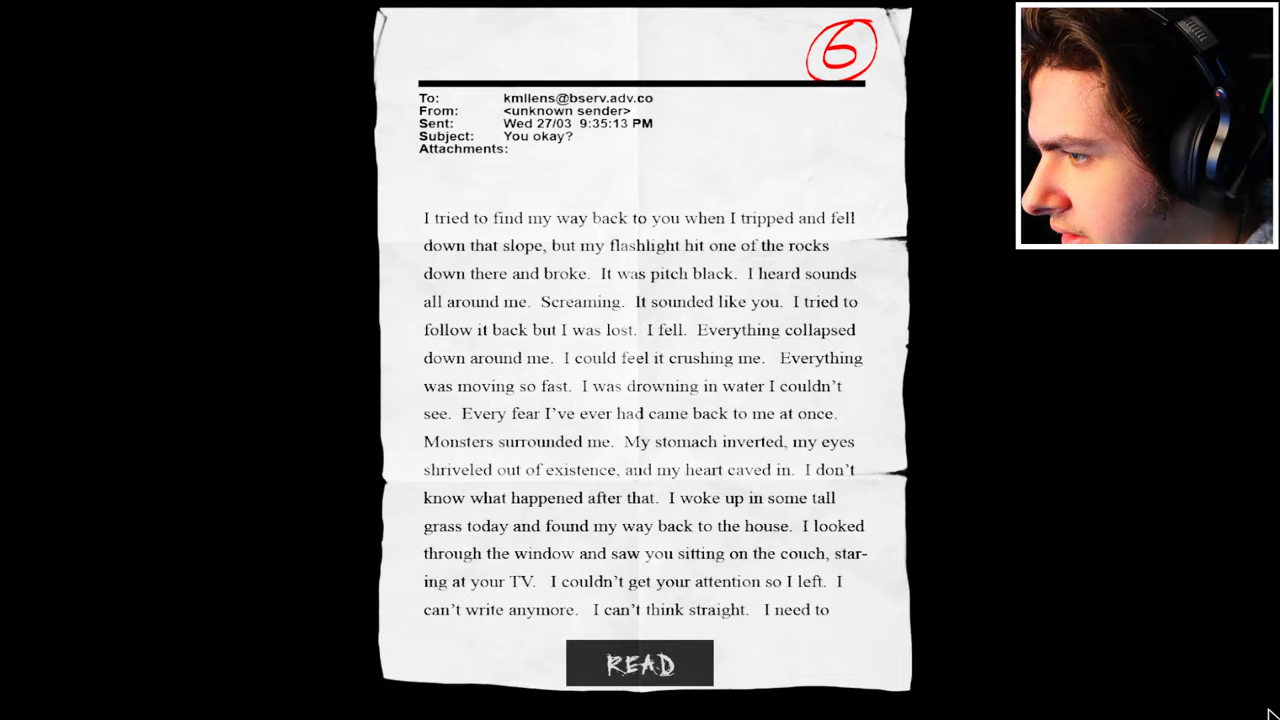 6
To: kmllens@bserv.adv.co
From: <unknown sender>
Sent: Wed 27/03 9:35:13 PM
Subject: You okay?
Attachments:
I tried to find my way back to you when I tripped and fell
down that slope, but my flashlight hit one of the rocks
down there and broke. It was pitch black. I heard sounds
all around me. Screaming. It sounded like you. I tried to
follow it back but I was lost. I fell. Everything collapsed
down around me. I could feel it crushing me. Everything
was moving so fast. I was drowning in water I couldn't
see. Every fear I've ever had came back to me at once.
Monsters surrounded me. My stomach inverted, my eyes
shriveled out of existence, and my heart caved in. I don't
know what happened after that. I woke up in some tall
grass today and found my way back to the house. I looked
through the window and saw you sitting on the couch, star-
ing at your TV. I couldn't get your attention so I left. I
can't write anymore. I can't think straight. I need to
READ